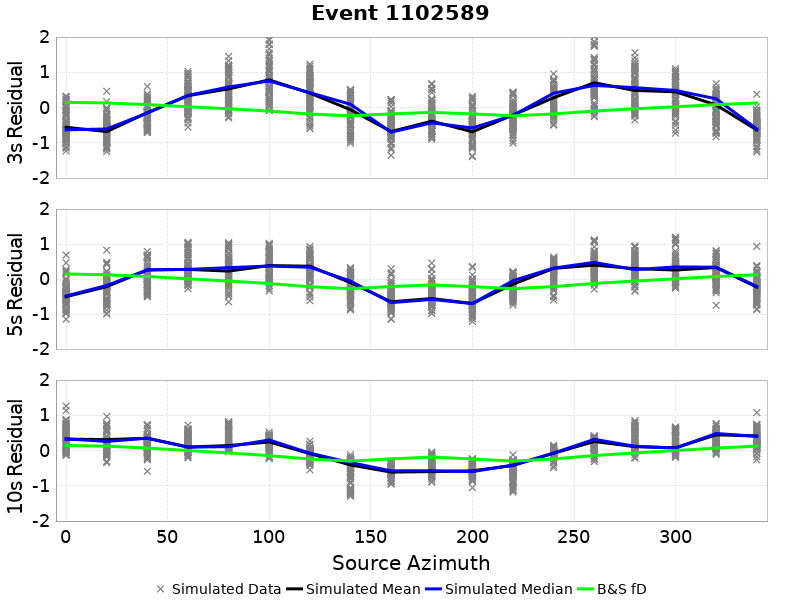 Event 1102589
3s Residual
2
1
0
-1
-2
5s Residual
2
1
0
-1
-2
10s Residual
2
1
0
-1
-2
0 50 100 150 200 250 300
Source Azimuth
Simulated Data Simulated Mean Simulated Median B&S fD